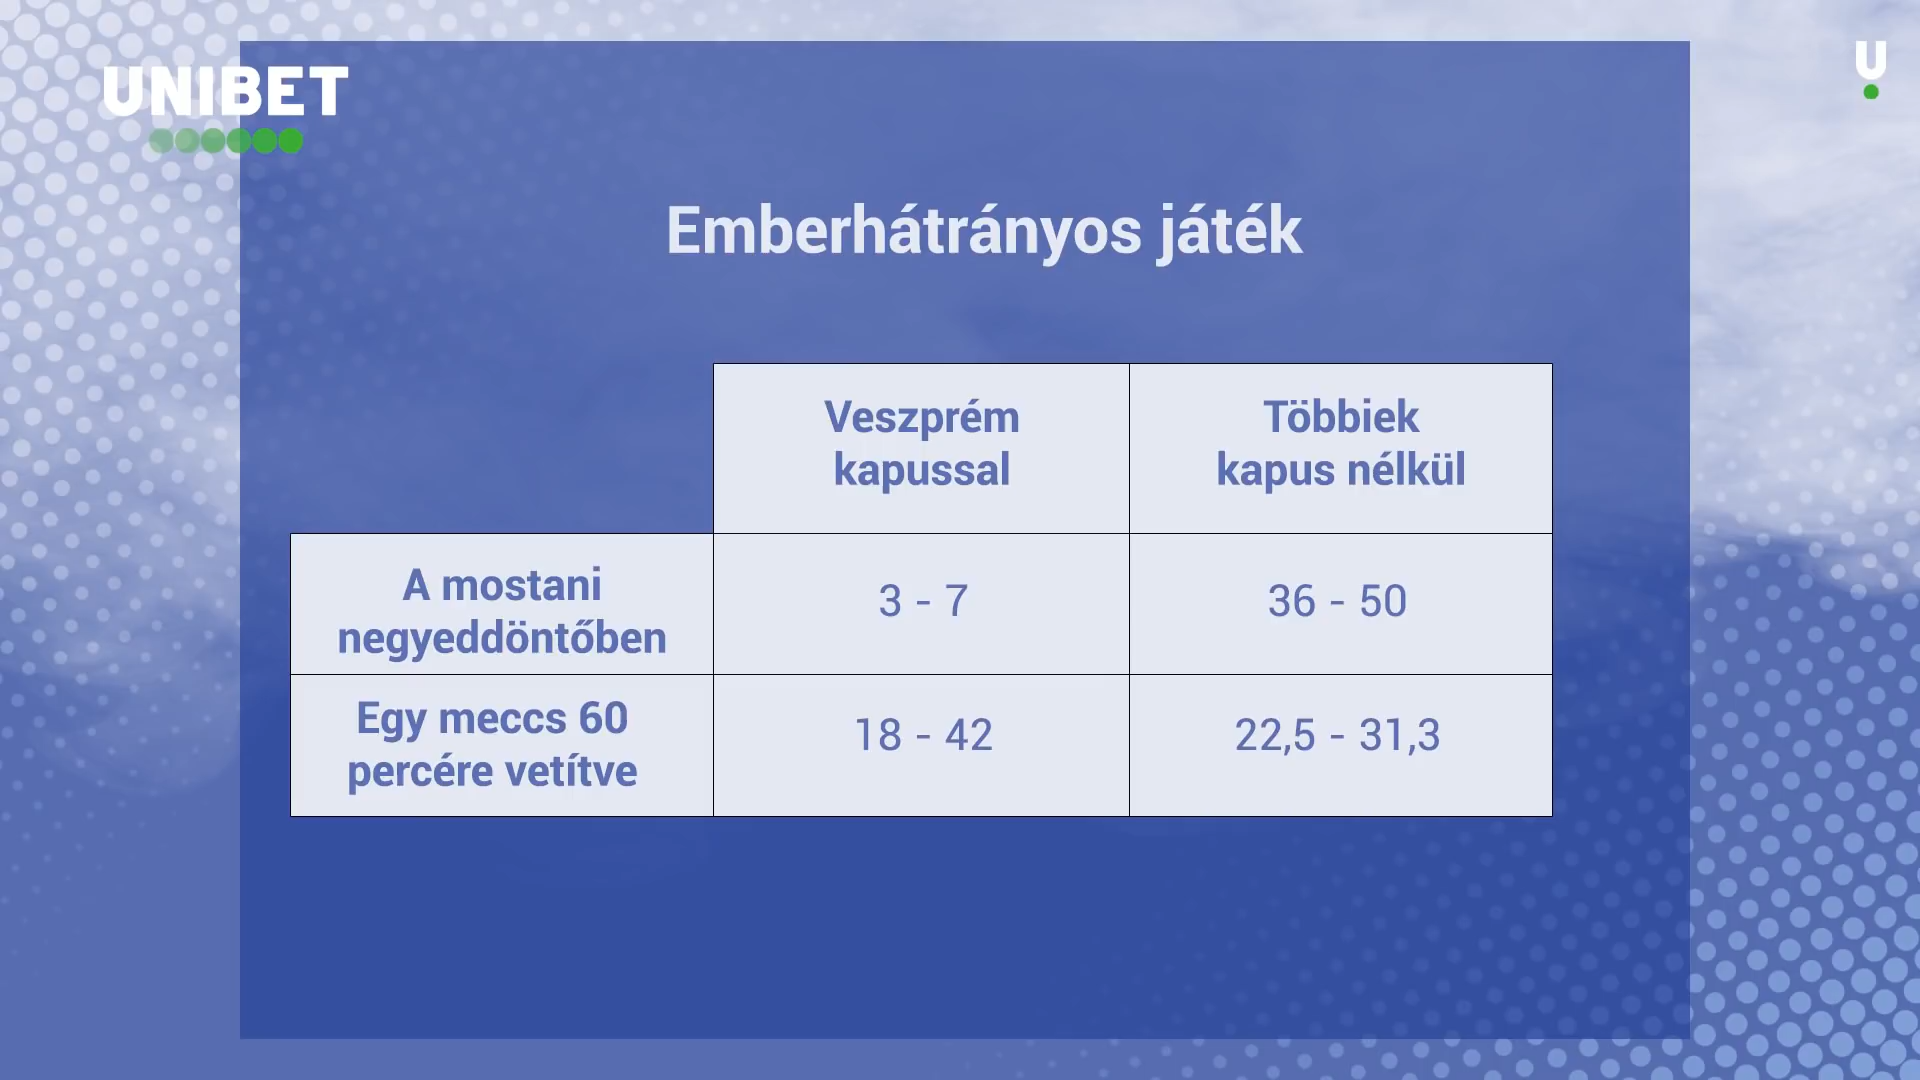 UNIBET
U
Emberhátrányos játék
Veszprém
kapussal
Többiek
kapus nélkül
A mostani
negyeddöntőben
3 - 7
36 - 50
Egy meccs 60
percére vetítve
18 - 42
22,5 - 31,3